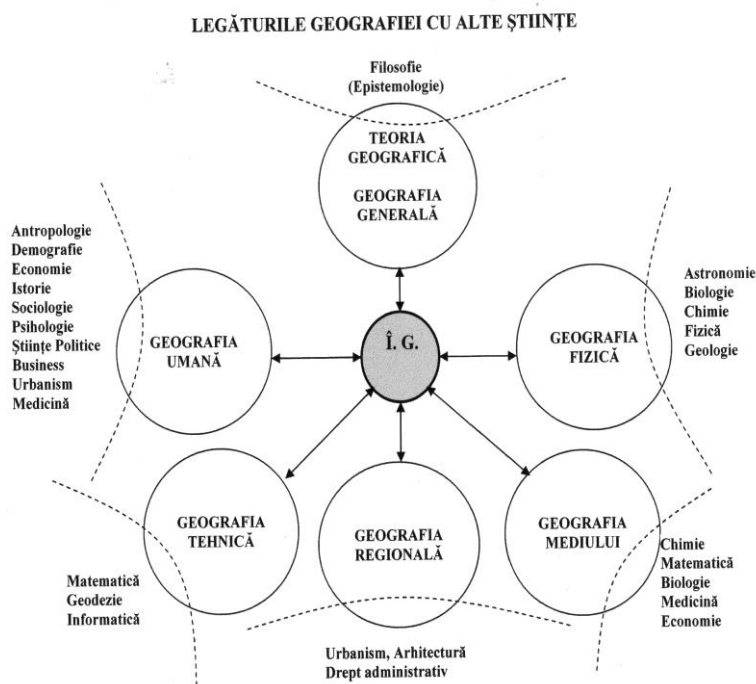 LEGĂTURILE GEOGRAFIEI CU ALTE ȘTIINȚE
Filosofie
(Epistemologie)
TEORIA
GEOGRAFICĂ
GEOGRAFIA
GENERALĂ
Antropologie
Demografie
Economie
Istorie
Sociologie
Psihologie
Științe Politice
Business
Urbanism
Medicină
GEOGRAFIA
UMANĂ
Î. G.
GEOGRAFIA
FIZICĂ
Astronomie
Biologie
Chimie
Fizică
Geologie
GEOGRAFIA
TEHNICĂ
GEOGRAFIA
REGIONALĂ
GEOGRAFIA
MEDIULUI
Matematică
Geodezie
Informatică
Urbanism, Arhitectură
Drept administrativ
Chimie
Matematică
Biologie
Medicină
Economie